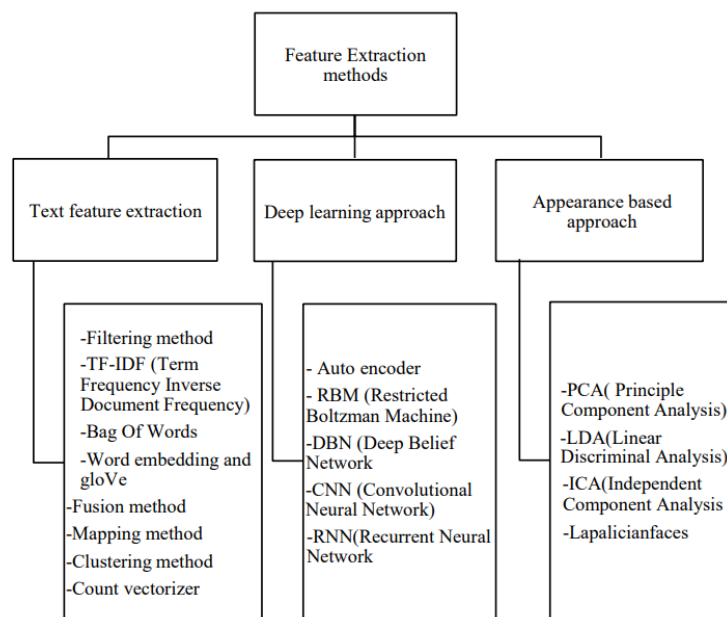 Feature Extraction
methods
Text feature extraction
Deep learning approach
Appearance based
approach
-Filtering method
-TF-IDF (Term
Frequency Inverse
Document Frequency)
-Bag Of Words
-Word embedding and
gloVe
-Fusion method
-Mapping method
-Clustering method
-Count vectorizer
- Auto encoder
- RBM (Restricted
Boltzman Machine)
-DBN (Deep Belief
Network
-CNN (Convolutional
Neural Network)
-RNN(Recurrent Neural
Network
-PCA( Principle
Component Analysis)
-LDA(Linear
Discriminal Analysis)
-ICA(Independent
Component Analysis
-Lapalicianfaces